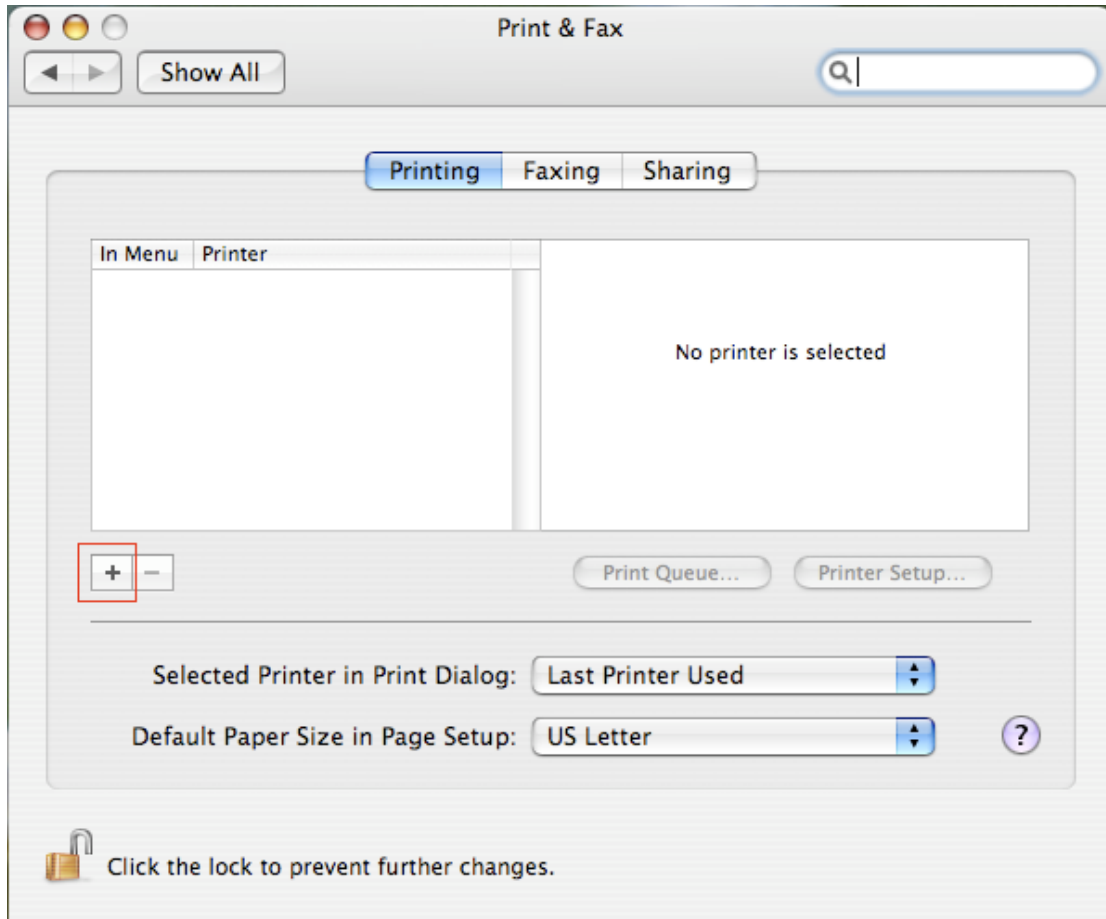 Print & Fax
Show All
Printing Faxing Sharing
In Menu Printer
No printer is selected
+ −
Print Queue... Printer Setup...
Selected Printer in Print Dialog: Last Printer Used
Default Paper Size in Page Setup: US Letter ?
Click the lock to prevent further changes.